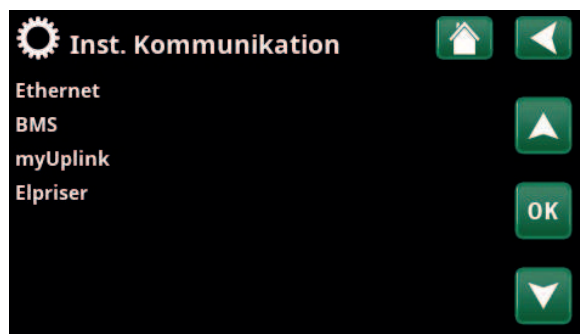 Inst. Kommunikation
Ethernet
BMS
myUplink
Elpriser
OK